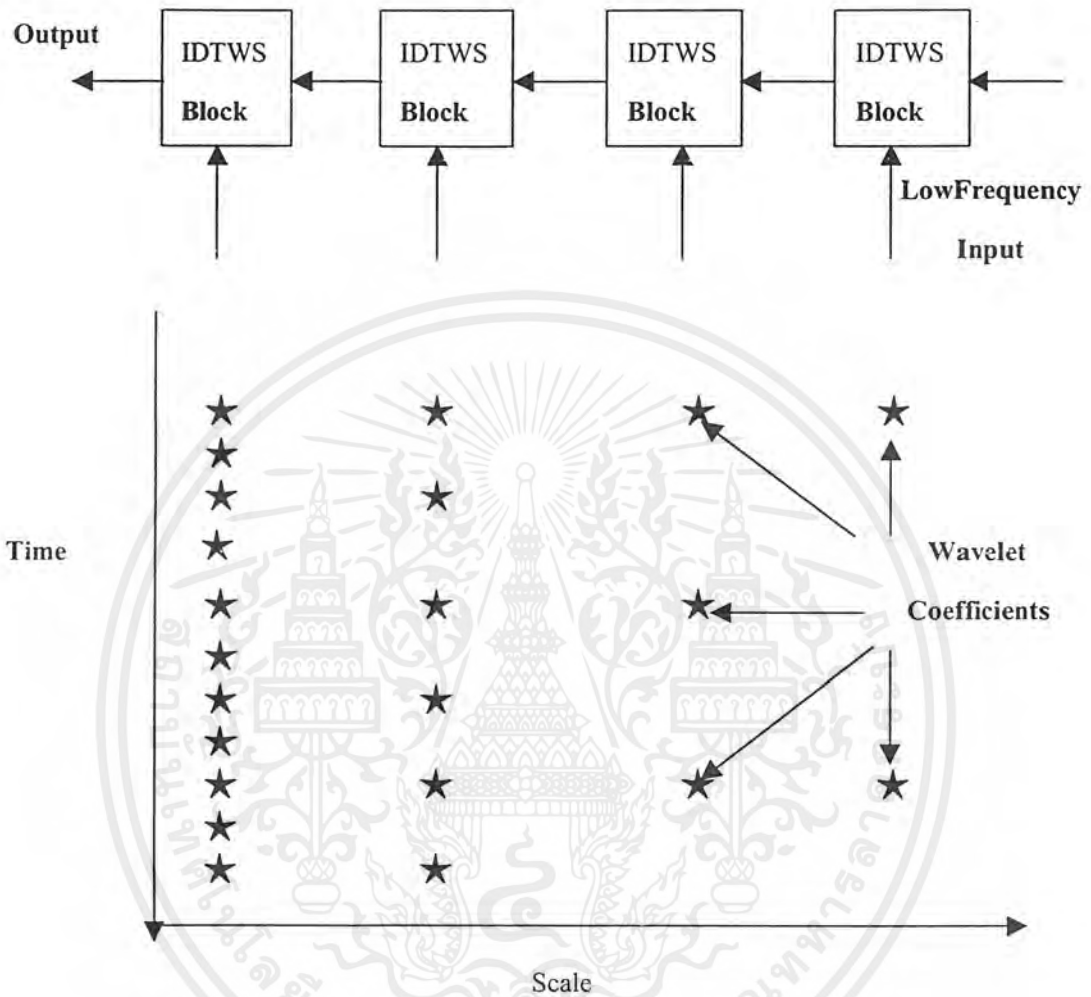 Output
IDTWS
Block
IDTWS
Block
IDTWS
Block
IDTWS
Block
LowFrequency
Input
Time
Wavelet
Coefficients
Scale